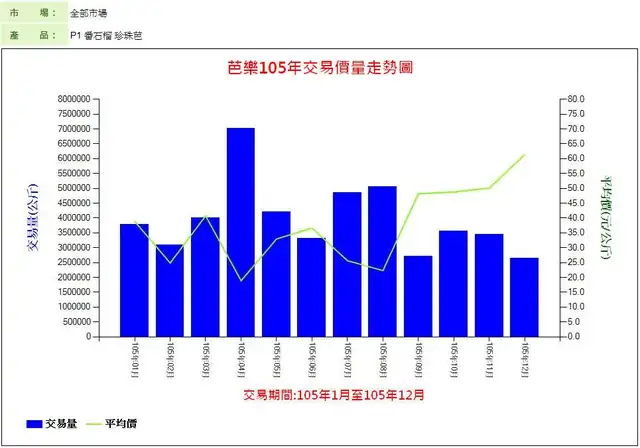 市 場： 全部市場
產 品： P1 番石榴 珍珠芭
芭樂105年交易價量走勢圖
交易量(公斤)
8000000
7500000
7000000
6500000
6000000
5500000
5000000
4500000
4000000
3500000
3000000
2500000
2000000
1500000
1000000
500000
0
80.0
75.0
70.0
65.0
60.0
55.0
50.0
45.0
40.0
35.0
30.0
25.0
20.0
15.0
10.0
5.0
0.0
平均價(元/公斤)
105年01月
105年02月
105年03月
105年04月
105年05月
105年06月
105年07月
105年08月
105年09月
105年10月
105年11月
105年12月
交易期間:105年1月至105年12月
交易量 平均價